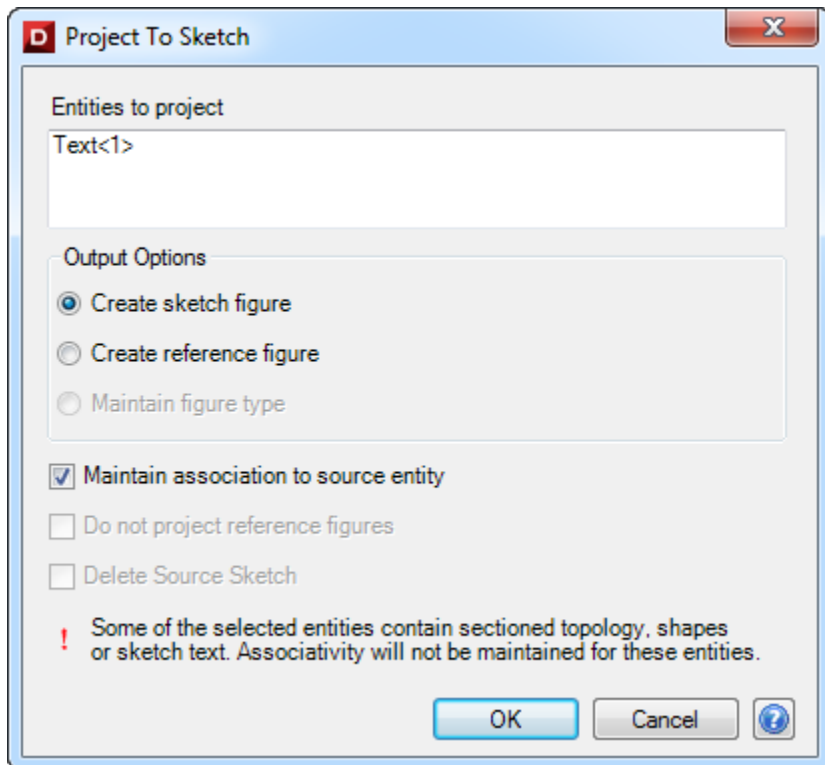 D Project To Sketch
Entities to project
Text<1>
Output Options
Create sketch figure
Create reference figure
Maintain figure type
Maintain association to source entity
Do not project reference figures
Delete Source Sketch
! Some of the selected entities contain sectioned topology, shapes
or sketch text. Associativity will not be maintained for these entities.
OK Cancel ?